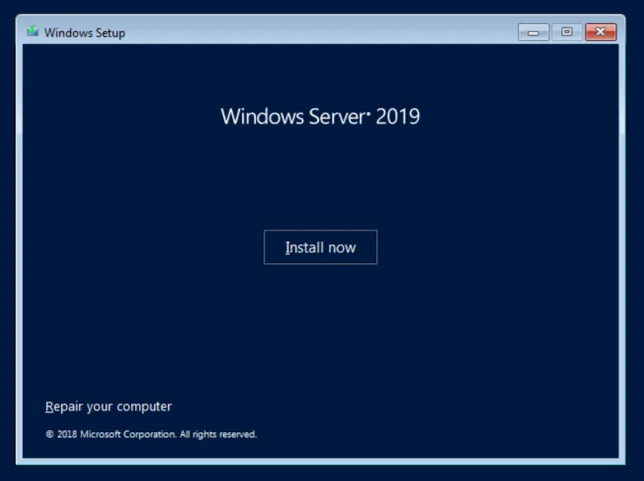 Windows Setup
Windows Server® 2019
Install now
Repair your computer
© 2018 Microsoft Corporation. All rights reserved.